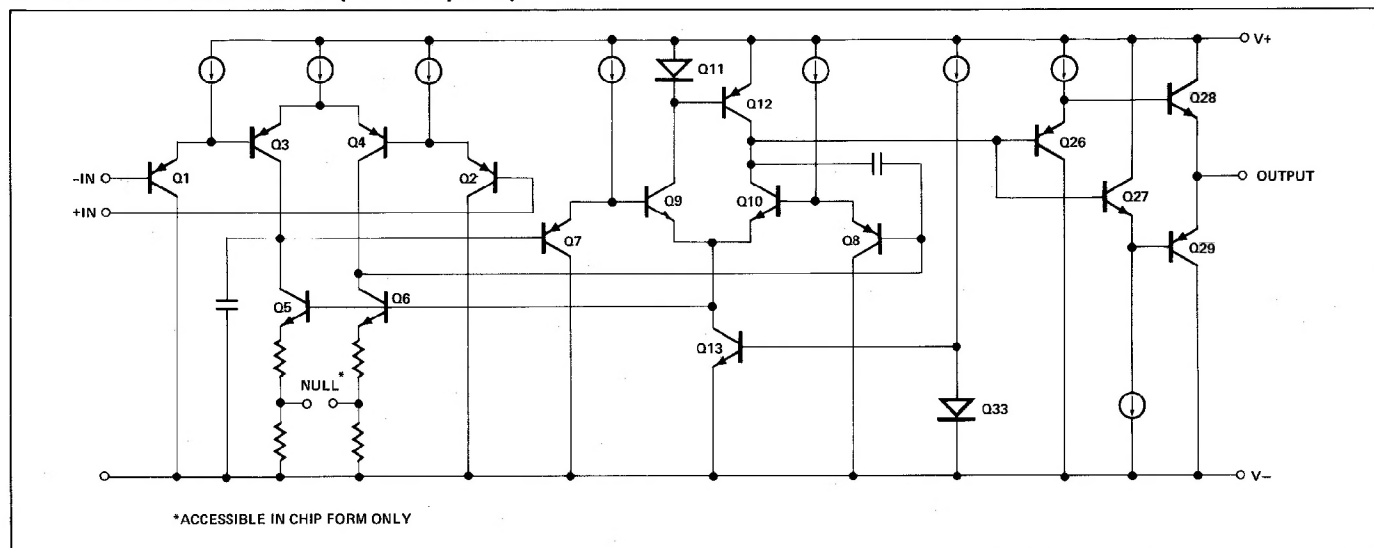 V+
Q11
Q12
Q28
Q3
Q4
Q26
-IN
Q1
Q2
+IN
OUTPUT
Q9
Q10
Q27
Q7
Q8
Q29
Q5
Q6
Q13
NULL*
Q33
V-
*ACCESSIBLE IN CHIP FORM ONLY